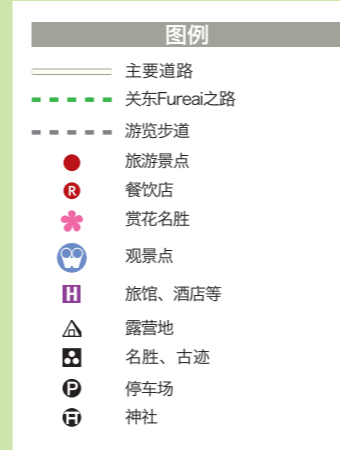 图例
主要道路
关东Fureai之路
游览步道
旅游景点
R 餐饮店
赏花名胜
观景点
H 旅馆、酒店等
露营地
名胜、古迹
P 停车场
神社